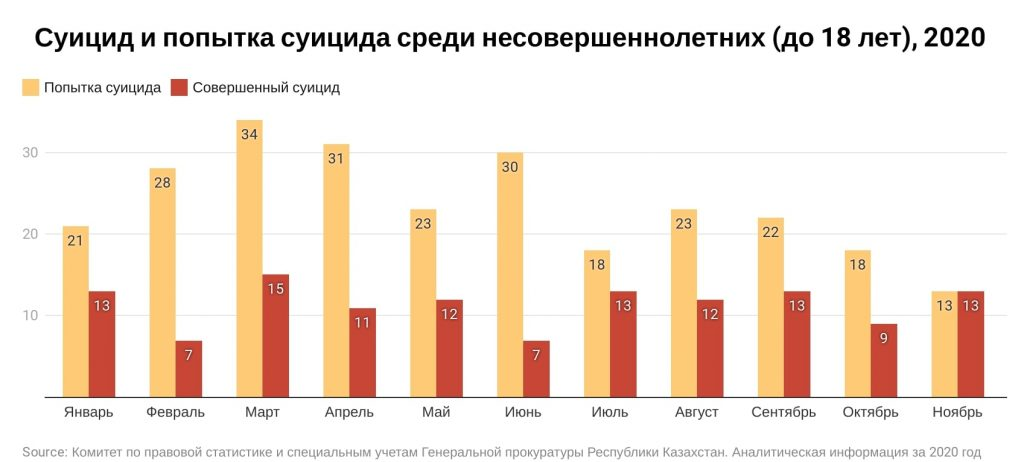 Суицид и попытка суицида среди несовершеннолетних (до 18 лет), 2020
Попытка суицида Совершенный суицид
30
20
10
21 13 28 7 34 15 31 11 23 12 30 7 18 13 23 12 22 13 18 9 13 13
Январь Февраль Март Апрель Май Июнь Июль Август Сентябрь Октябрь Ноябрь
Source: Комитет по правовой статистике и специальным учетам Генеральной прокуратуры Республики Казахстан. Аналитическая информация за 2020 год